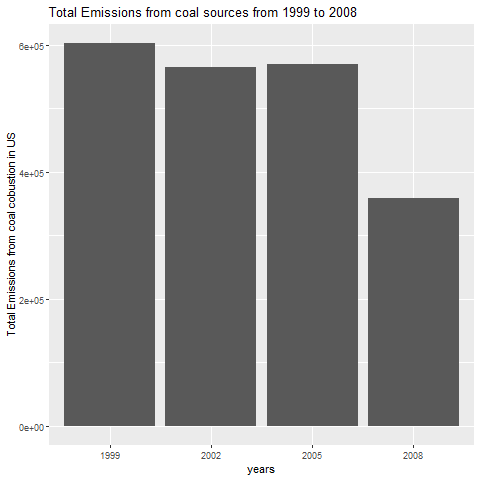 Total Emissions from coal sources from 1999 to 2008
Total Emissions from coal cobustion in US
6e+05
4e+05
2e+05
0e+00
1999 2002 2005 2008
years